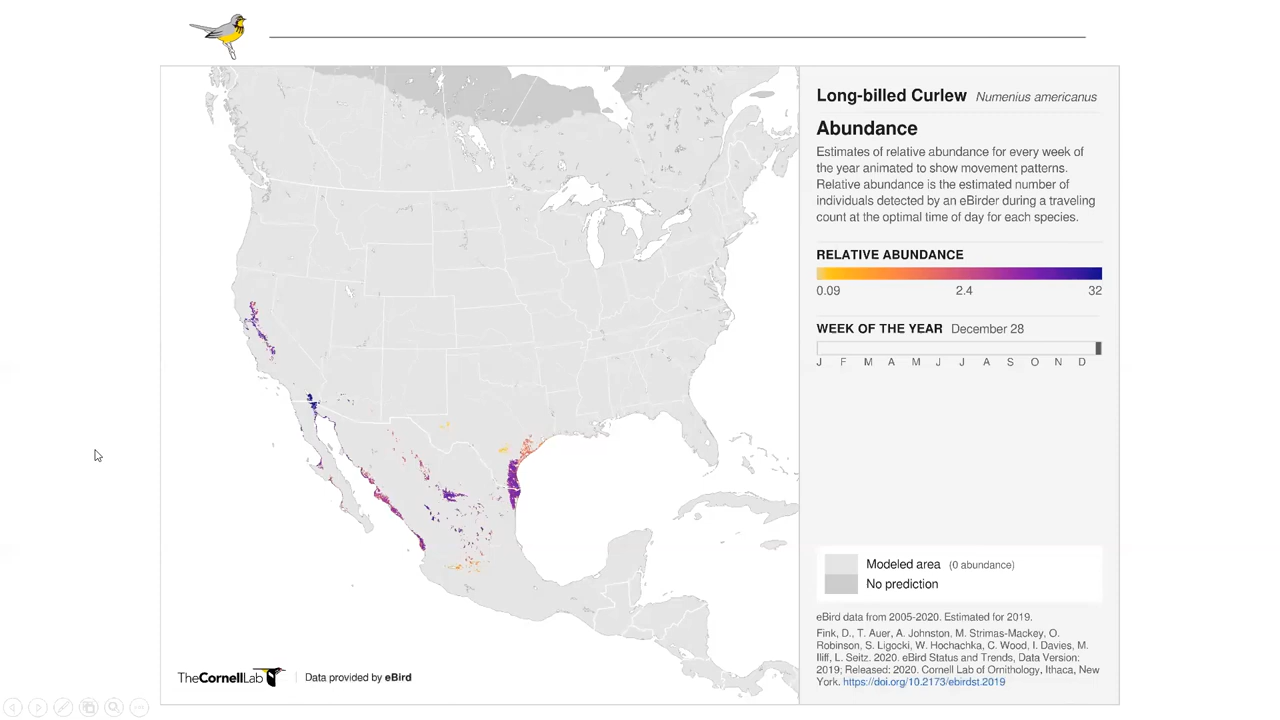 Long-billed Curlew Numenius americanus
Abundance
Estimates of relative abundance for every week of
the year animated to show movement patterns.
Relative abundance is the estimated number of
individuals detected by an eBirder during a traveling
count at the optimal time of day for each species.
RELATIVE ABUNDANCE
0.09 2.4 32
WEEK OF THE YEAR December 28
J F M A M J J A S O N D
Modeled area (0 abundance)
No prediction
eBird data from 2005-2020. Estimated for 2019.
Fink, D., T. Auer, A. Johnston, M. Strimas-Mackey, O.
Robinson, S. Ligocki, W. Hochachka, C. Wood, I. Davies, M.
Iliff, L. Seitz. 2020. eBird Status and Trends, Data Version:
2019; Released: 2020. Cornell Lab of Ornithology, Ithaca, New
York. https://doi.org/10.2173/ebirdst.2019
TheCornellLab Data provided by eBird